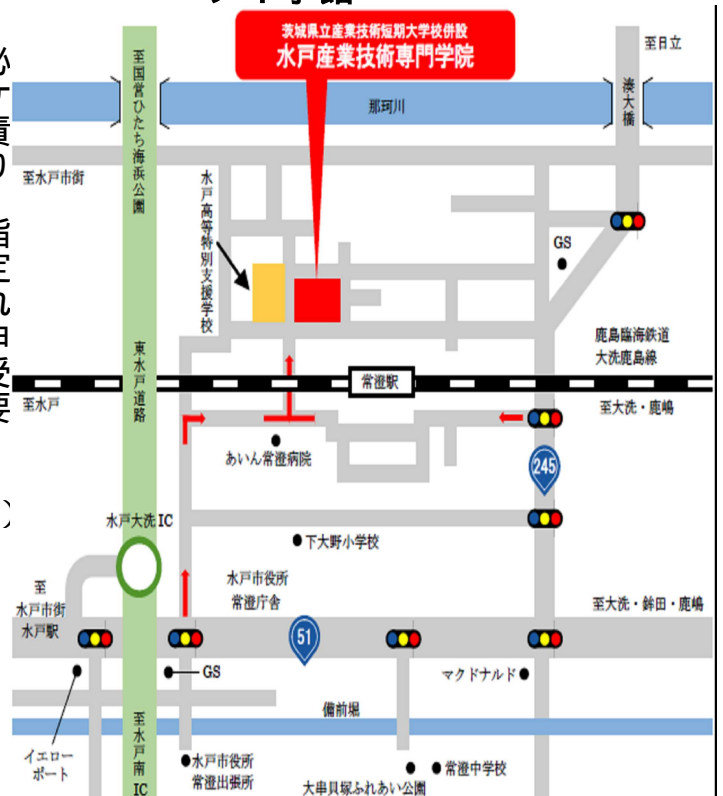 茨城県立産業技術短期大学校併設
水戸産業技術専門学院
至国営ひたち海浜公園
至日立
那珂川
湊大橋
至水戸市街
水戸高等特別支援学校
GS
鹿島臨海鉄道
大洗鹿島線
東水戸道路
常澄駅
至水戸
至大洗・鹿嶋
あいん常澄病院
245
水戸大洗IC
下大野小学校
至
水戸市街
水戸駅
水戸市役所
常澄庁舎
至大洗・鉾田・鹿嶋
51
GS
マクドナルド
備前堀
至水戸南IC
イエロー
ポート
水戸市役所
常澄出張所
常澄中学校
大串貝塚ふれあい公園